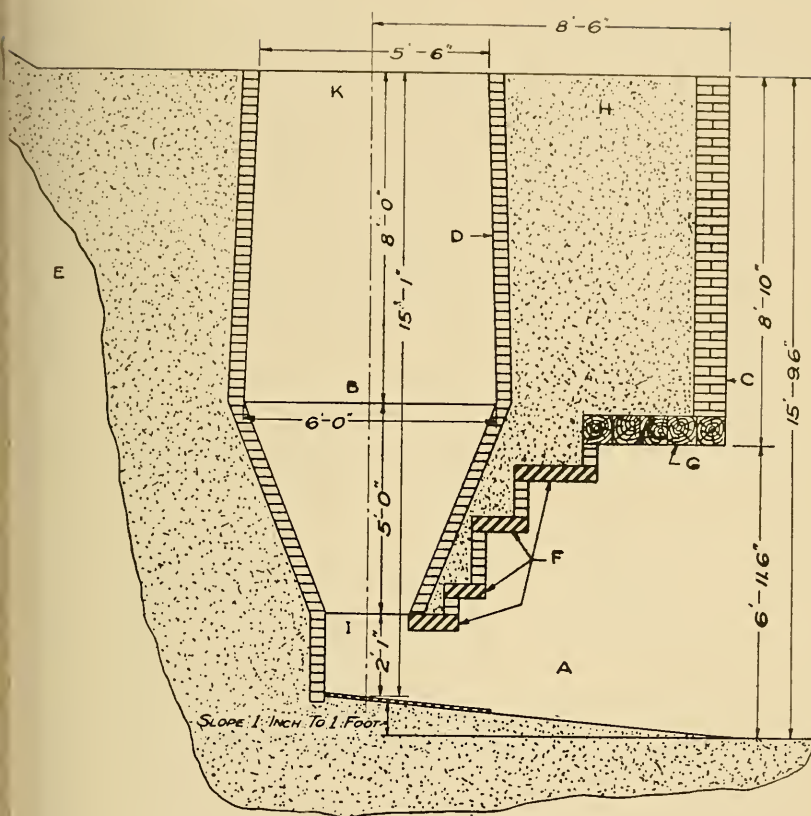 8'-6"
5'-6"
K
H
8'-0"
15'-1"
D
E
8'-10"
15'-9.6"
C
B
6'-0"
G
5'-0"
F
6'-11.6"
I
2'-1"
A
SLOPE 1 INCH TO 1 FOOT